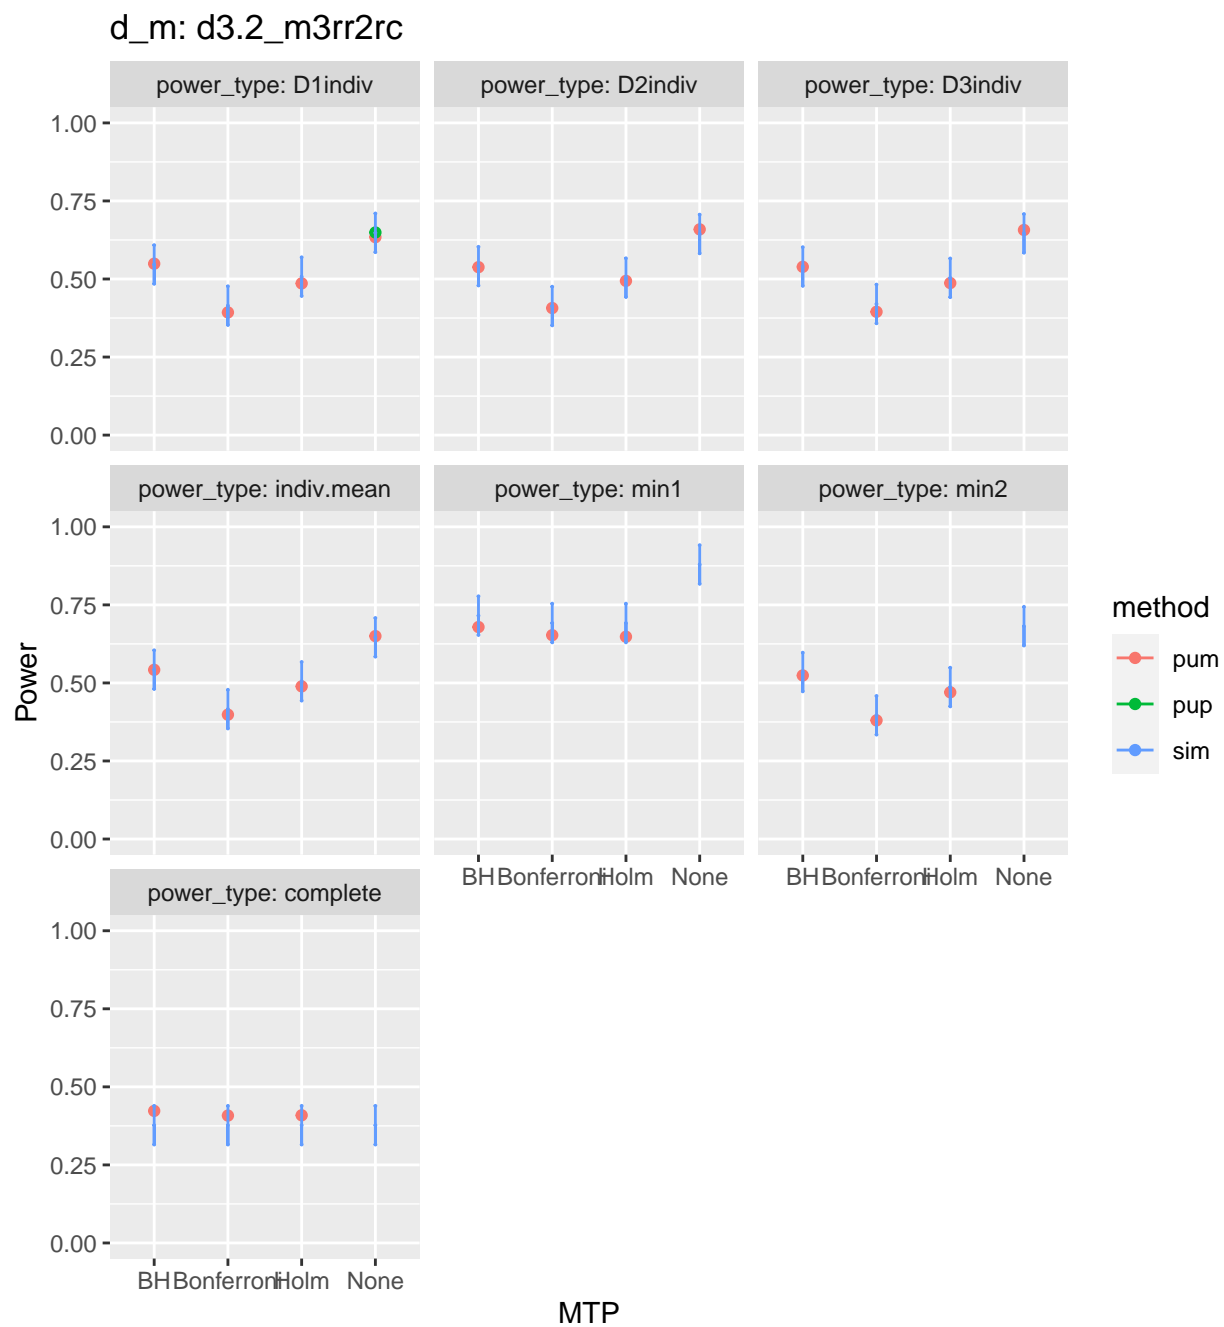 d_m: d3.2_m3rr2rc
power_type: D1indiv
power_type: D2indiv
power_type: D3indiv
1.00
0.75
0.50
0.25
0.00
power_type: indiv.mean
power_type: min1
power_type: min2
1.00
0.75
0.50
0.25
0.00
BH Bonferroni Holm None
BH Bonferroni Holm None
power_type: complete
1.00
0.75
0.50
0.25
0.00
BH Bonferroni Holm None
Power
MTP
method
pum
pup
sim